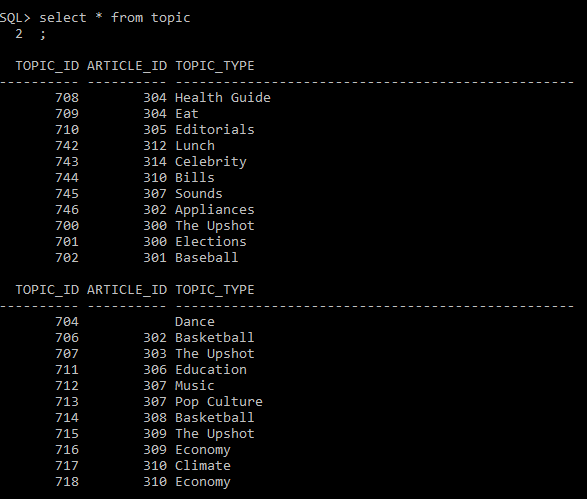 SQL> select * from topic
  2  ;

  TOPIC_ID ARTICLE_ID TOPIC_TYPE
---------- ---------- --------------------------------------------------
       708        304 Health Guide
       709        304 Eat
       710        305 Editorials
       742        312 Lunch
       743        314 Celebrity
       744        310 Bills
       745        307 Sounds
       746        302 Appliances
       700        300 The Upshot
       701        300 Elections
       702        301 Baseball

  TOPIC_ID ARTICLE_ID TOPIC_TYPE
---------- ---------- --------------------------------------------------
       704            Dance
       706        302 Basketball
       707        303 The Upshot
       711        306 Education
       712        307 Music
       713        307 Pop Culture
       714        308 Basketball
       715        309 The Upshot
       716        309 Economy
       717        310 Climate
       718        310 Economy